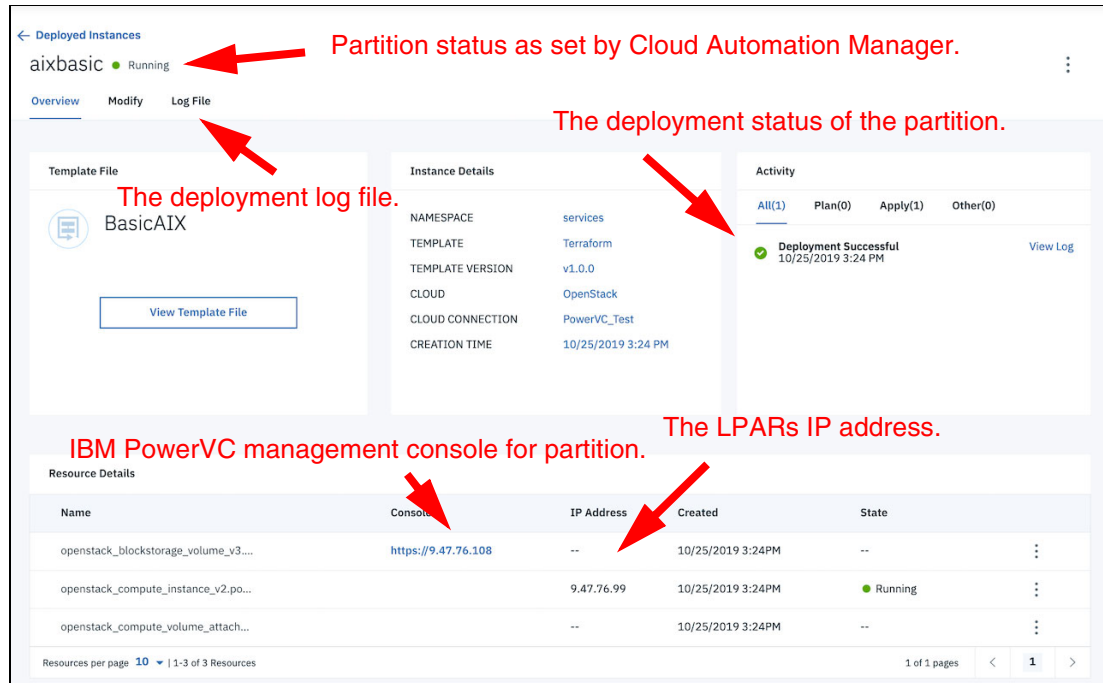 ← Deployed Instances
Partition status as set by Cloud Automation Manager.
aixbasic ● Running
Overview Modify Log File
The deployment status of the partition.
Template File
Instance Details
Activity
The deployment log file.
BasicAIX
All(1) Plan(0) Apply(1) Other(0)
NAMESPACE services
TEMPLATE Terraform
Deployment Successful View Log
10/25/2019 3:24 PM
TEMPLATE VERSION v1.0.0
CLOUD OpenStack
View Template File
CLOUD CONNECTION PowerVC_Test
CREATION TIME 10/25/2019 3:24 PM
The LPARs IP address.
IBM PowerVC management console for partition.
Resource Details
Name Console IP Address Created State
openstack_blockstorage_volume_v3.... https://9.47.76.108 -- 10/25/2019 3:24PM --
openstack_compute_instance_v2.po... 9.47.76.99 10/25/2019 3:24PM ● Running
openstack_compute_volume_attach... -- 10/25/2019 3:24PM --
Resources per page 10 ▾ | 1-3 of 3 Resources 1 of 1 pages < 1 >